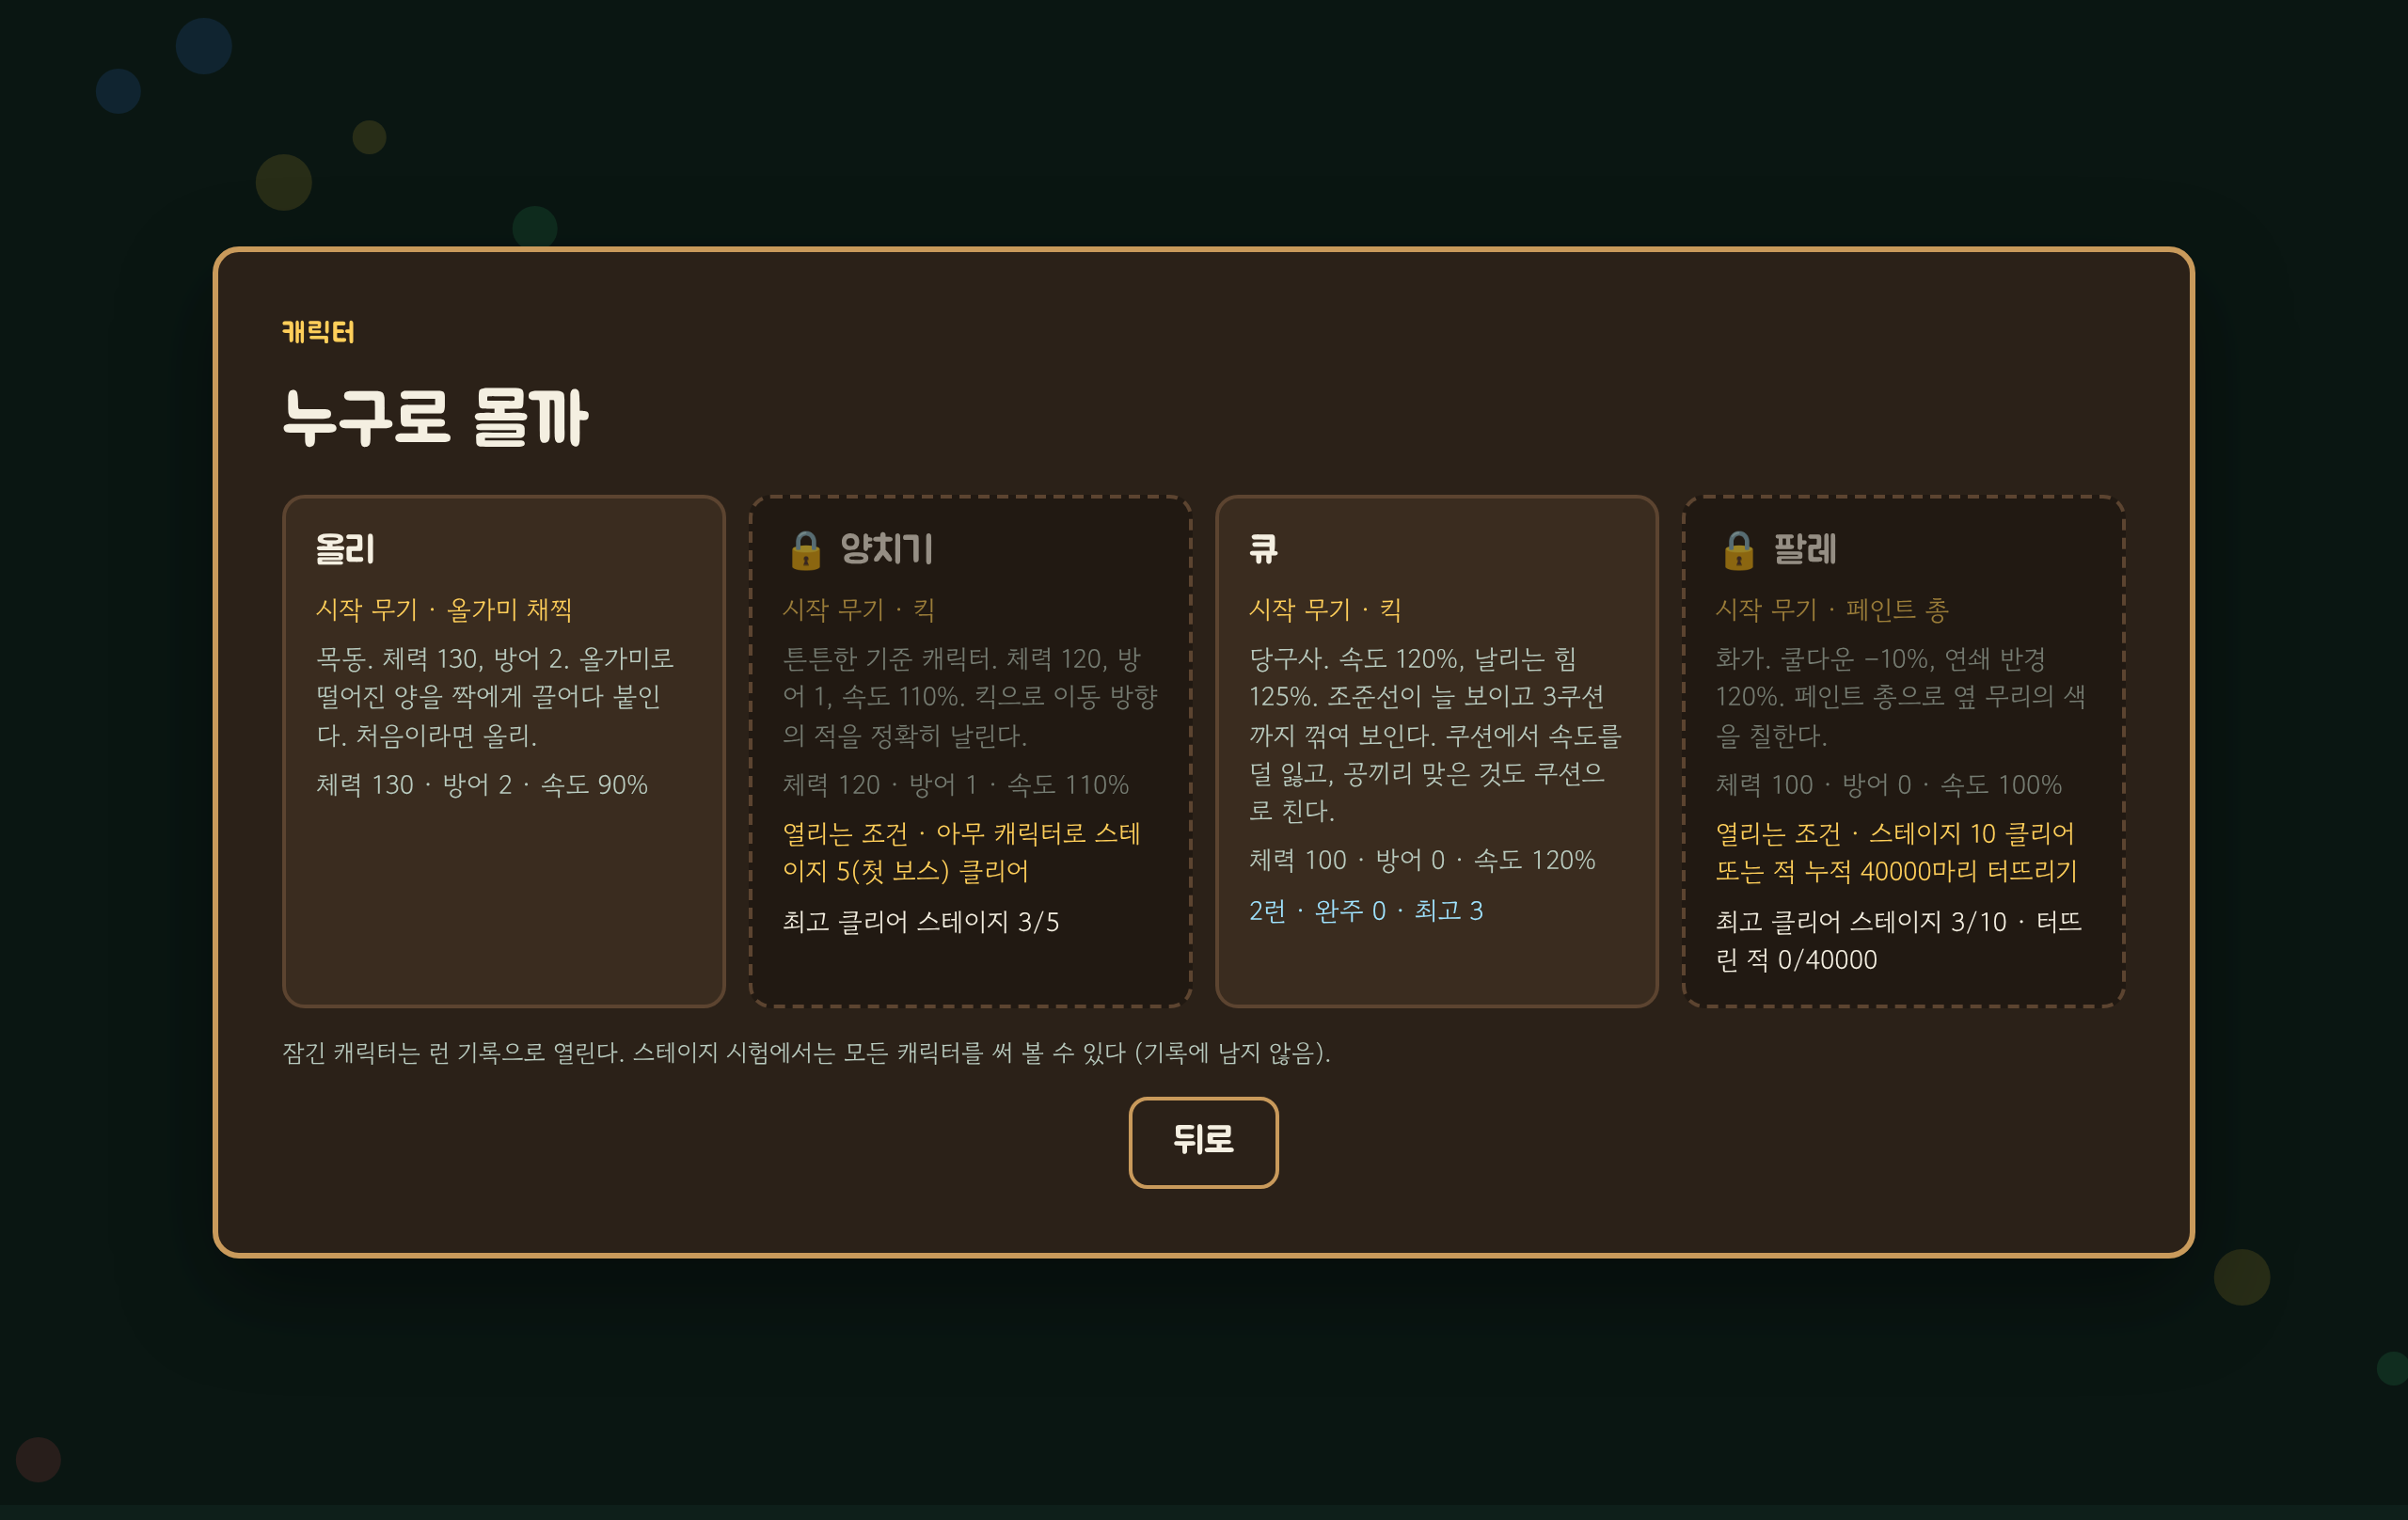 캐릭터
누구로 몰까
올리
시작 무기 · 올가미 채찍
목동. 체력 130, 방어 2. 올가미로
떨어진 양을 짝에게 끌어다 붙인
다. 처음이라면 올리.
체력 130 · 방어 2 · 속도 90%
🔒 양치기
시작 무기 · 킥
튼튼한 기준 캐릭터. 체력 120, 방
어 1, 속도 110%. 킥으로 이동 방향
의 적을 정확히 날린다.
체력 120 · 방어 1 · 속도 110%
열리는 조건 · 아무 캐릭터로 스테
이지 5(첫 보스) 클리어
최고 클리어 스테이지 3/5
큐
시작 무기 · 킥
당구사. 속도 120%, 날리는 힘
125%. 조준선이 늘 보이고 3쿠션
까지 꺾여 보인다. 쿠션에서 속도를
덜 잃고, 공끼리 맞은 것도 쿠션으
로 친다.
체력 100 · 방어 0 · 속도 120%
2런 · 완주 0 · 최고 3
🔒 팔레
시작 무기 · 페인트 총
화가. 쿨다운 −10%, 연쇄 반경
120%. 페인트 총으로 옆 무리의 색
을 칠한다.
체력 100 · 방어 0 · 속도 100%
열리는 조건 · 스테이지 10 클리어
또는 적 누적 40000마리 터뜨리기
최고 클리어 스테이지 3/10 · 터뜨
린 적 0/40000
잠긴 캐릭터는 런 기록으로 열린다. 스테이지 시험에서는 모든 캐릭터를 써 볼 수 있다 (기록에 남지 않음).
뒤로